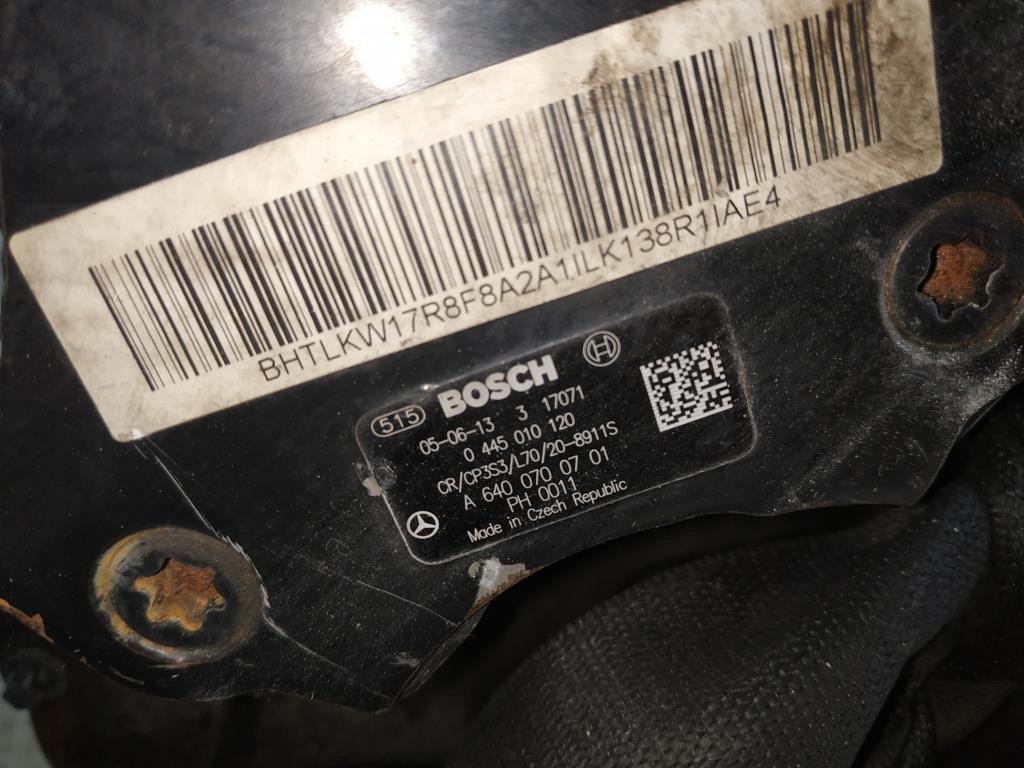 BHTLKW17R8F8A2A1ILK138R1IAE4
515 BOSCH
05-06-13 3 17071
0 445 010 120
CR/CP3S3/L70/20-8911S
A 640 070 07 01
PH 0011
Made in Czech Republic